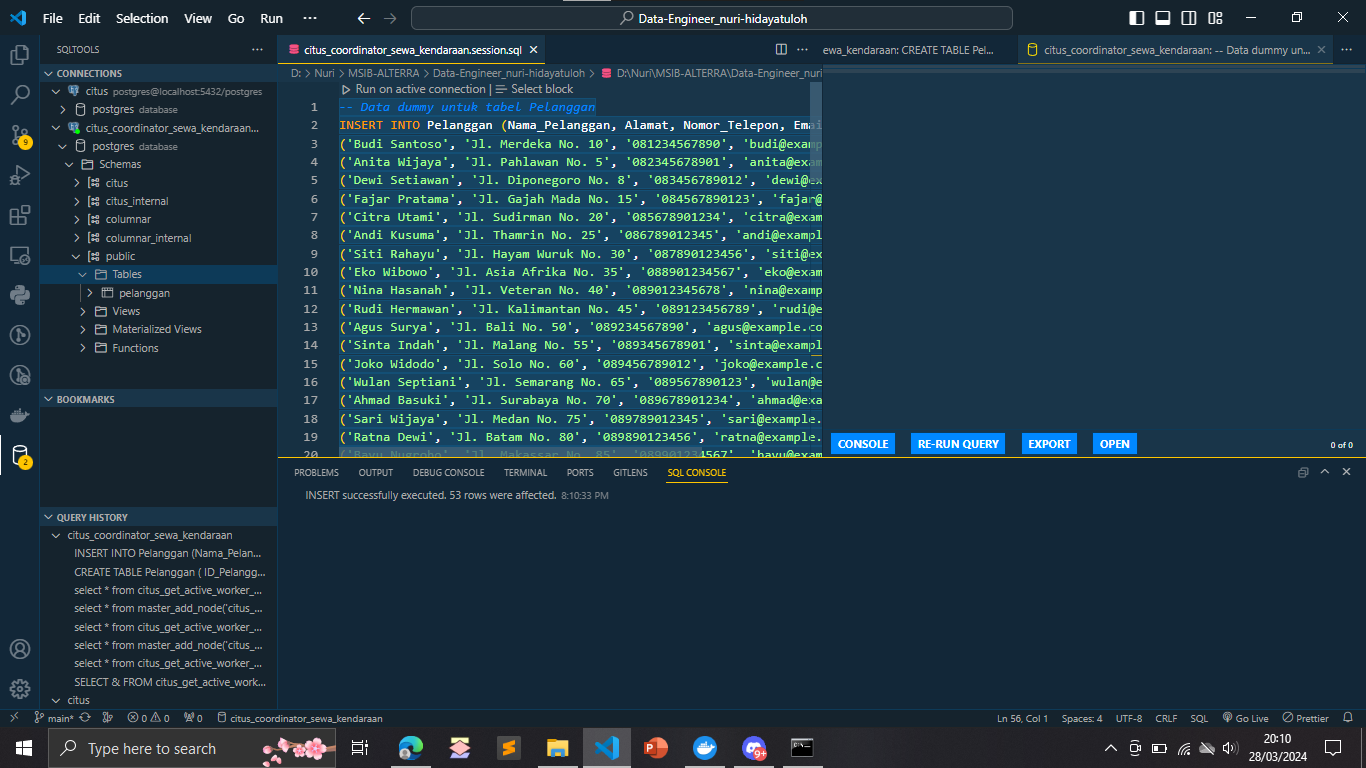 File Edit Selection View Go Run ··· Data-Engineer_nuri-hidayatuloh
SQLTOOLS
CONNECTIONS
citus postgres@localhost:5432/postgres
postgres database
citus_coordinator_sewa_kendaraan...
postgres database
Schemas
citus
citus_internal
columnar
columnar_internal
public
Tables
pelanggan
Views
Materialized Views
Functions
BOOKMARKS
QUERY HISTORY
citus_coordinator_sewa_kendaraan
INSERT INTO Pelanggan (Nama_Pelan...
CREATE TABLE Pelanggan ( ID_Pelangg...
select * from citus_get_active_worker_...
select * from master_add_node('citus_...
select * from citus_get_active_worker_...
select * from master_add_node('citus_...
select * from citus_get_active_worker_...
SELECT & FROM citus_get_active_work...
citus
9
2
citus_coordinator_sewa_kendaraan.session.sql
D: > Nuri > MSIB-ALTERRA > Data-Engineer_nuri-hidayatuloh > D:\Nuri\MSIB-ALTERRA\Data-Engineer_nuri
Run on active connection | Select block
1 -- Data dummy untuk tabel Pelanggan
2 INSERT INTO Pelanggan (Nama_Pelanggan, Alamat, Nomor_Telepon, Emai
3 ('Budi Santoso', 'Jl. Merdeka No. 10', '081234567890', 'budi@examp
4 ('Anita Wijaya', 'Jl. Pahlawan No. 5', '082345678901', 'anita@exam
5 ('Dewi Setiawan', 'Jl. Diponegoro No. 8', '083456789012', 'dewi@ex
6 ('Fajar Pratama', 'Jl. Gajah Mada No. 15', '084567890123', 'fajar@
7 ('Citra Utami', 'Jl. Sudirman No. 20', '085678901234', 'citra@exam
8 ('Andi Kusuma', 'Jl. Thamrin No. 25', '086789012345', 'andi@exampl
9 ('Siti Rahayu', 'Jl. Hayam Wuruk No. 30', '087890123456', 'siti@ex
10 ('Eko Wibowo', 'Jl. Asia Afrika No. 35', '088901234567', 'eko@exam
11 ('Nina Hasanah', 'Jl. Veteran No. 40', '089012345678', 'nina@examp
12 ('Rudi Hermawan', 'Jl. Kalimantan No. 45', '089123456789', 'rudi@e
13 ('Agus Surya', 'Jl. Bali No. 50', '089234567890', 'agus@example.co
14 ('Sinta Indah', 'Jl. Malang No. 55', '089345678901', 'sinta@exampl
15 ('Joko Widodo', 'Jl. Solo No. 60', '089456789012', 'joko@example.c
16 ('Wulan Septiani', 'Jl. Semarang No. 65', '089567890123', 'wulan@e
17 ('Ahmad Basuki', 'Jl. Surabaya No. 70', '089678901234', 'ahmad@exa
18 ('Sari Wijaya', 'Jl. Medan No. 75', '089789012345', 'sari@example.
19 ('Ratna Dewi', 'Jl. Batam No. 80', '089890123456', 'ratna@example.
20 ('Bayu Nugroho', 'Jl. Makassar No. 85', '089901234567', 'bayu@exam
ewa_kendaraan: CREATE TABLE Pel...
citus_coordinator_sewa_kendaraan: -- Data dummy un...
CONSOLE RE-RUN QUERY EXPORT OPEN 0 of 0
PROBLEMS OUTPUT DEBUG CONSOLE TERMINAL PORTS GITLENS SQL CONSOLE
INSERT successfully executed. 53 rows were affected. 8:10:33 PM
main* 0 0 0 citus_coordinator_sewa_kendaraan Ln 56, Col 1 Spaces: 4 UTF-8 CRLF SQL Go Live Prettier
Type here to search
9+
20:10
28/03/2024